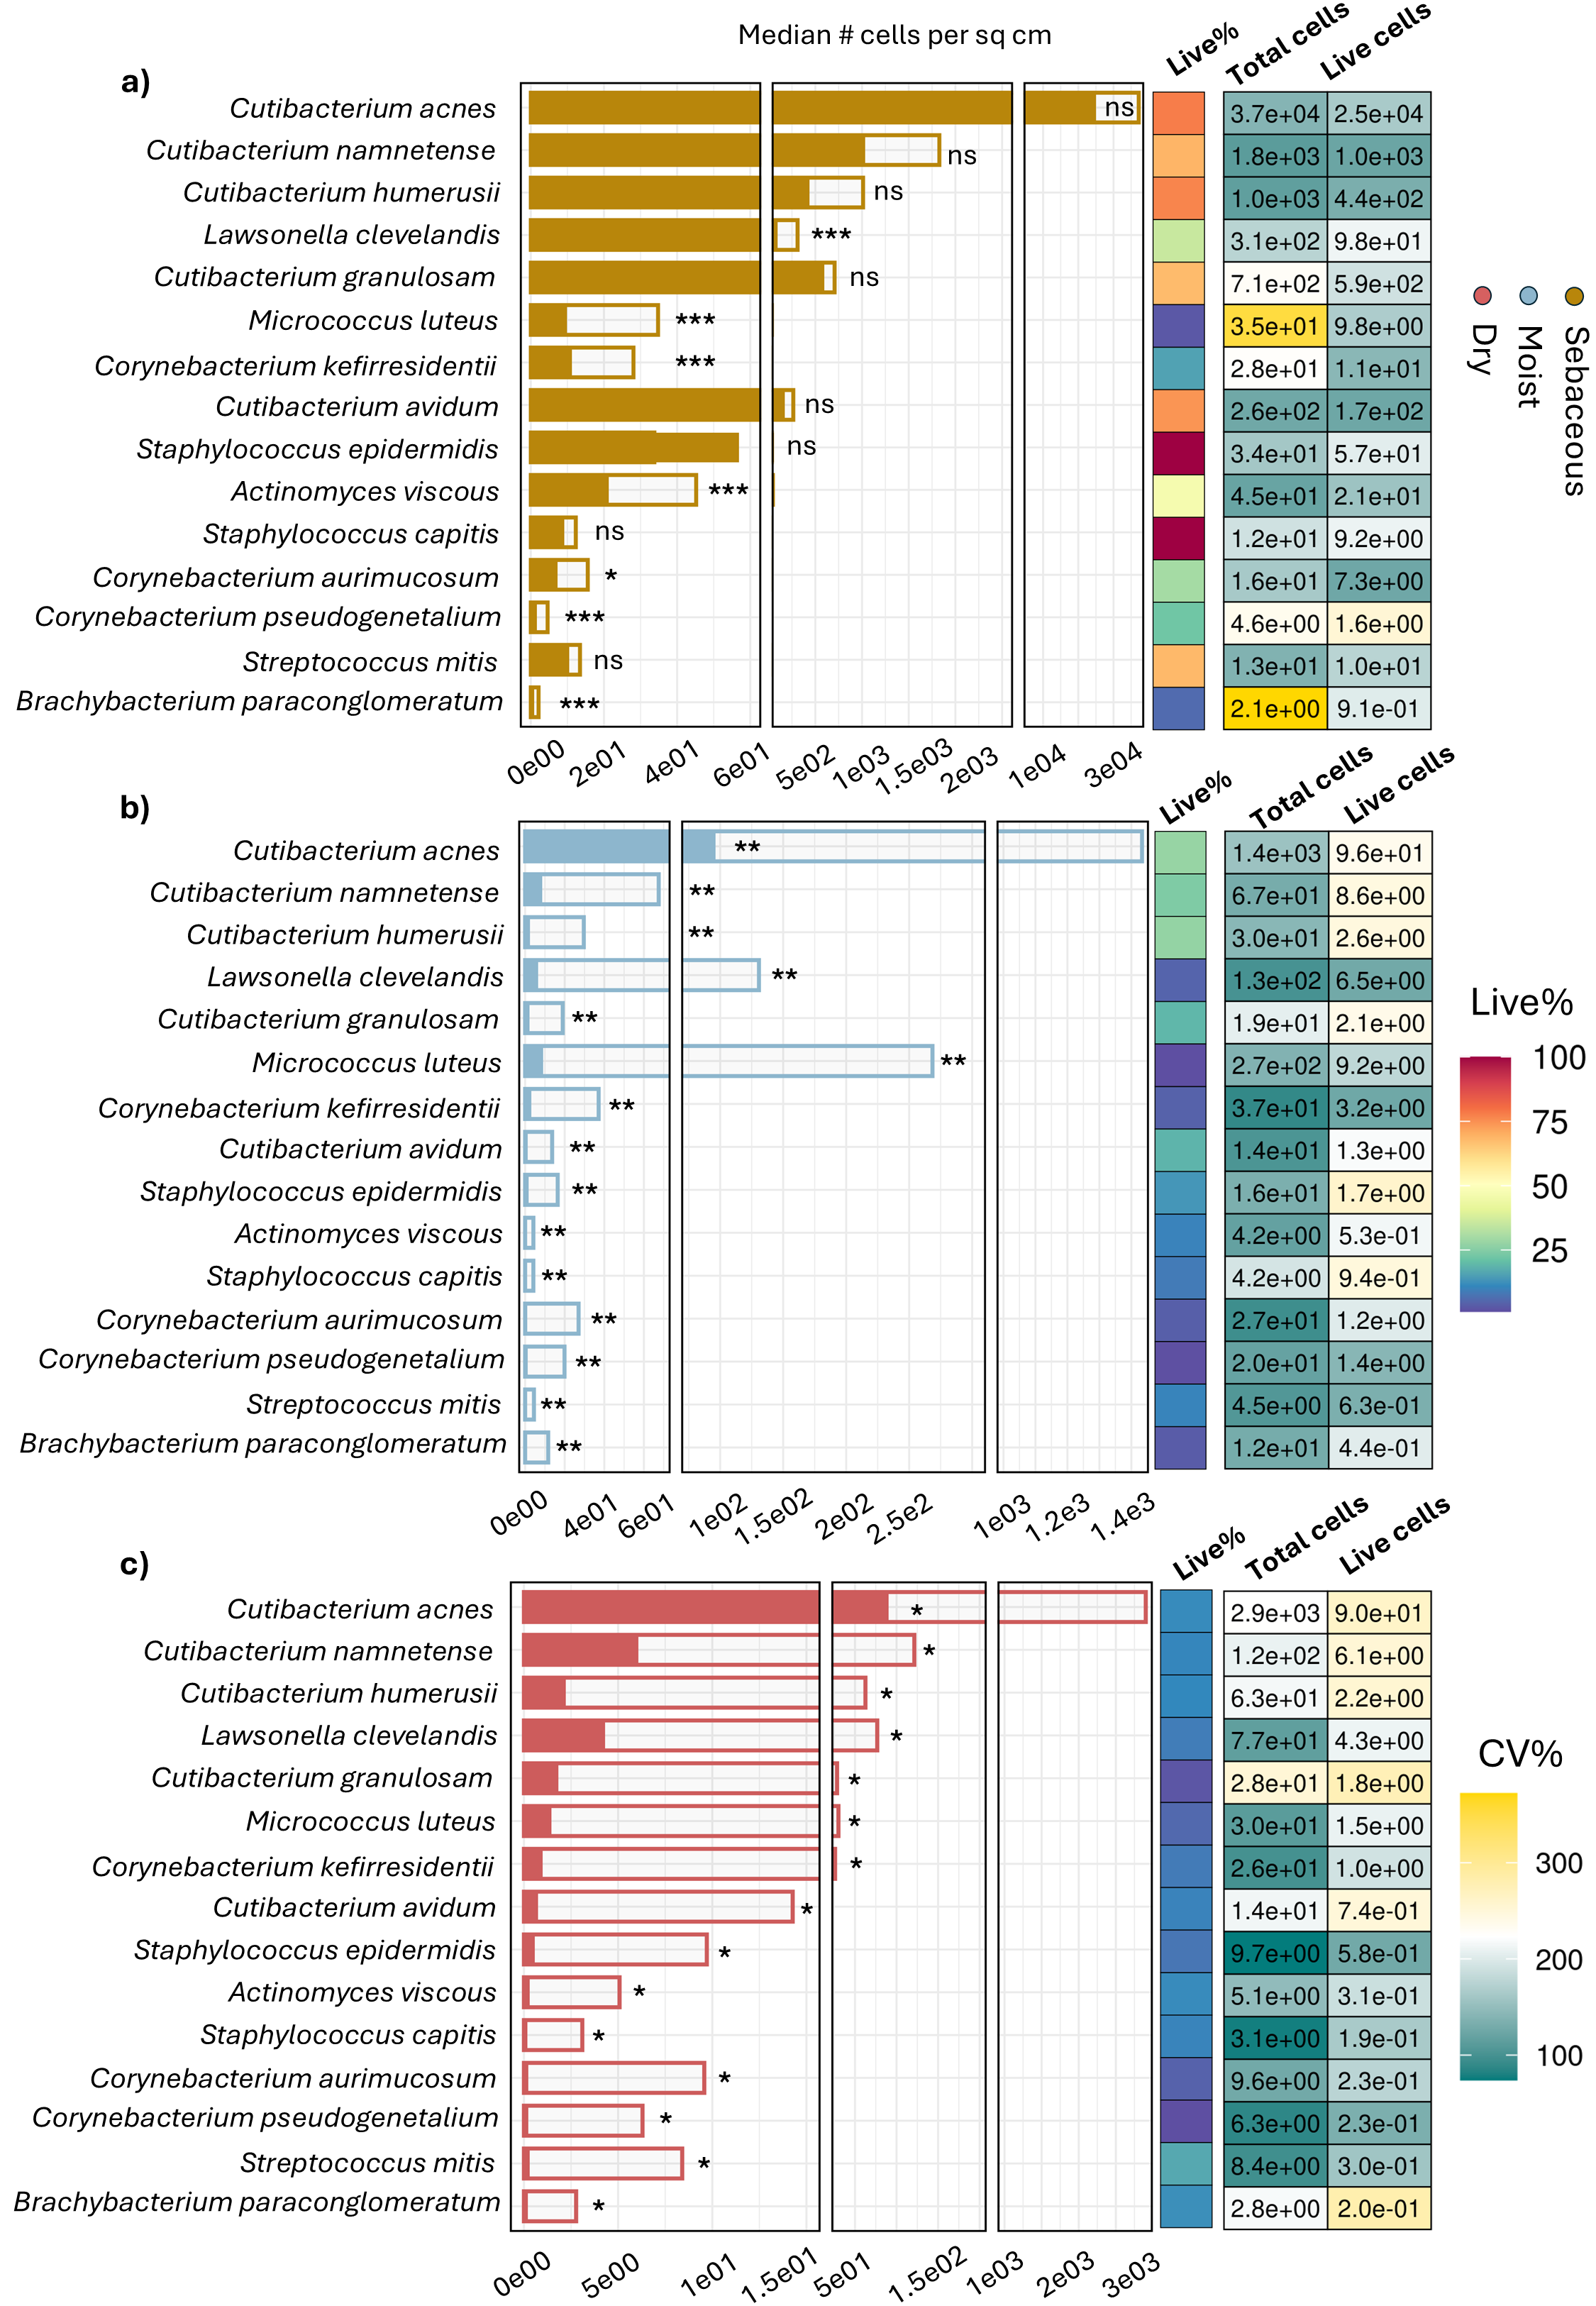 Median # cells per sq cm
a)
Live% Total cells Live cells
Cutibacterium acnes ns 3.7e+04 2.5e+04
Cutibacterium namnetense ns 1.8e+03 1.0e+03
Cutibacterium humerusii ns 1.0e+03 4.4e+02
Lawsonella clevelandis *** 3.1e+02 9.8e+01
Cutibacterium granulosam ns 7.1e+02 5.9e+02
Micrococcus luteus *** 3.5e+01 9.8e+00
Corynebacterium kefirresidentii *** 2.8e+01 1.1e+01
Cutibacterium avidum ns 2.6e+02 1.7e+02
Staphylococcus epidermidis ns 3.4e+01 5.7e+01
Actinomyces viscous *** 4.5e+01 2.1e+01
Staphylococcus capitis ns 1.2e+01 9.2e+00
Corynebacterium aurimucosum * 1.6e+01 7.3e+00
Corynebacterium pseudogenetalium *** 4.6e+00 1.6e+00
Streptococcus mitis ns 1.3e+01 1.0e+01
Brachybacterium paraconglomeratum *** 2.1e+00 9.1e-01
0e00 2e01 4e01 6e01 5e02 1e03 1.5e03 2e03 1e04 3e04
Dry
Moist
Sebaceous
b)
Live% Total cells Live cells
Cutibacterium acnes ** 1.4e+03 9.6e+01
Cutibacterium namnetense ** 6.7e+01 8.6e+00
Cutibacterium humerusii ** 3.0e+01 2.6e+00
Lawsonella clevelandis ** 1.3e+02 6.5e+00
Cutibacterium granulosam ** 1.9e+01 2.1e+00
Micrococcus luteus ** 2.7e+02 9.2e+00
Corynebacterium kefirresidentii ** 3.7e+01 3.2e+00
Cutibacterium avidum ** 1.4e+01 1.3e+00
Staphylococcus epidermidis ** 1.6e+01 1.7e+00
Actinomyces viscous ** 4.2e+00 5.3e-01
Staphylococcus capitis ** 4.2e+00 9.4e-01
Corynebacterium aurimucosum ** 2.7e+01 1.2e+00
Corynebacterium pseudogenetalium ** 2.0e+01 1.4e+00
Streptococcus mitis ** 4.5e+00 6.3e-01
Brachybacterium paraconglomeratum ** 1.2e+01 4.4e-01
0e00 4e01 6e01 1e02 1.5e02 2e02 2.5e2 1e03 1.2e3 1.4e3
Live%
100
75
50
25
c)
Live% Total cells Live cells
Cutibacterium acnes * 2.9e+03 9.0e+01
Cutibacterium namnetense * 1.2e+02 6.1e+00
Cutibacterium humerusii * 6.3e+01 2.2e+00
Lawsonella clevelandis * 7.7e+01 4.3e+00
Cutibacterium granulosam * 2.8e+01 1.8e+00
Micrococcus luteus * 3.0e+01 1.5e+00
Corynebacterium kefirresidentii * 2.6e+01 1.0e+00
Cutibacterium avidum * 1.4e+01 7.4e-01
Staphylococcus epidermidis * 9.7e+00 5.8e-01
Actinomyces viscous * 5.1e+00 3.1e-01
Staphylococcus capitis * 3.1e+00 1.9e-01
Corynebacterium aurimucosum * 9.6e+00 2.3e-01
Corynebacterium pseudogenetalium * 6.3e+00 2.3e-01
Streptococcus mitis * 8.4e+00 3.0e-01
Brachybacterium paraconglomeratum * 2.8e+00 2.0e-01
0e00 5e00 1e01 1.5e01 5e01 1.5e02 1e03 2e03 3e03
CV%
300
200
100